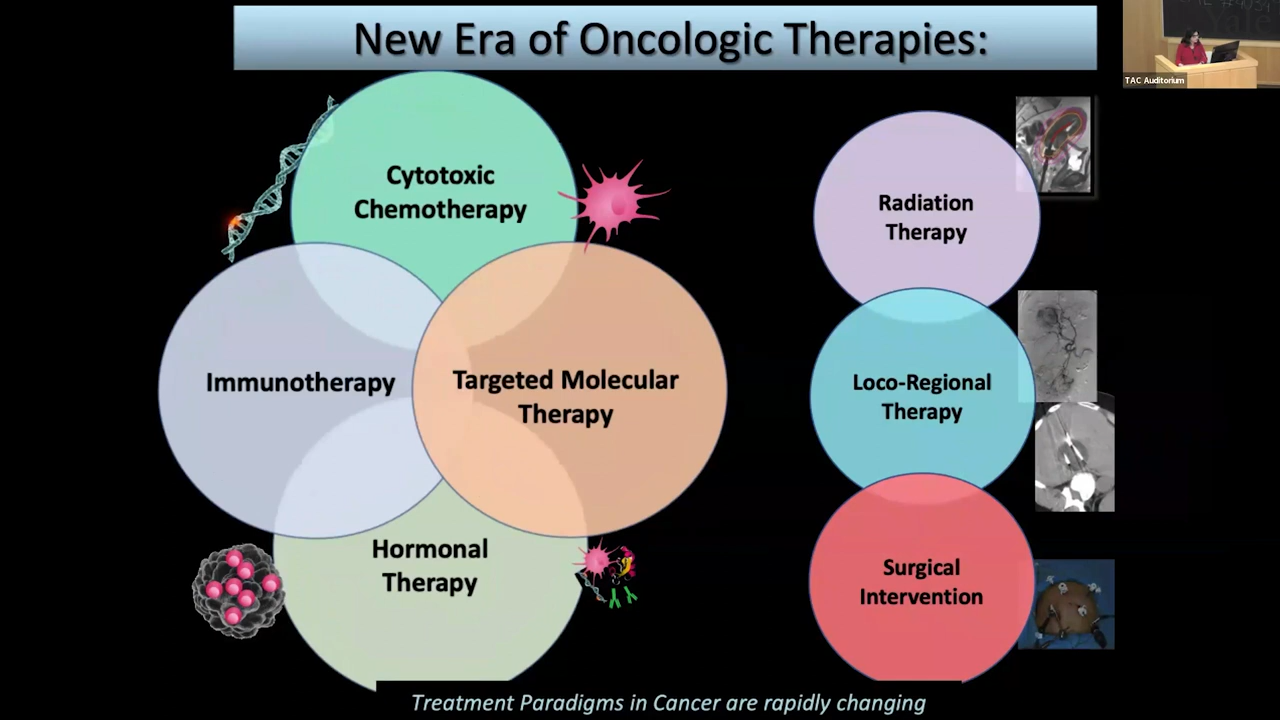 New Era of Oncologic Therapies:
Cytotoxic
Chemotherapy
Immunotherapy
Targeted Molecular
Therapy
Hormonal
Therapy
Radiation
Therapy
Loco-Regional
Therapy
Surgical
Intervention
Treatment Paradigms in Cancer are rapidly changing
Yale
TAC Auditorium